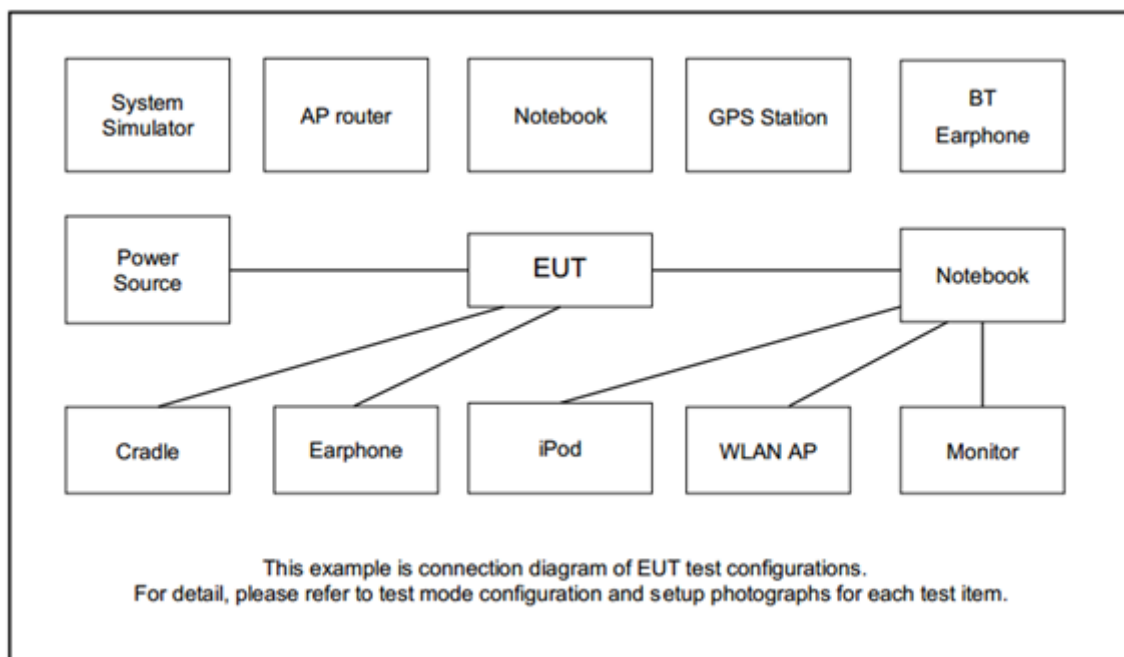 System
Simulator
AP router
Notebook
GPS Station
BT
Earphone
Power
Source
EUT
Notebook
Cradle
Earphone
iPod
WLAN AP
Monitor
This example is connection diagram of EUT test configurations.
For detail, please refer to test mode configuration and setup photographs for each test item.